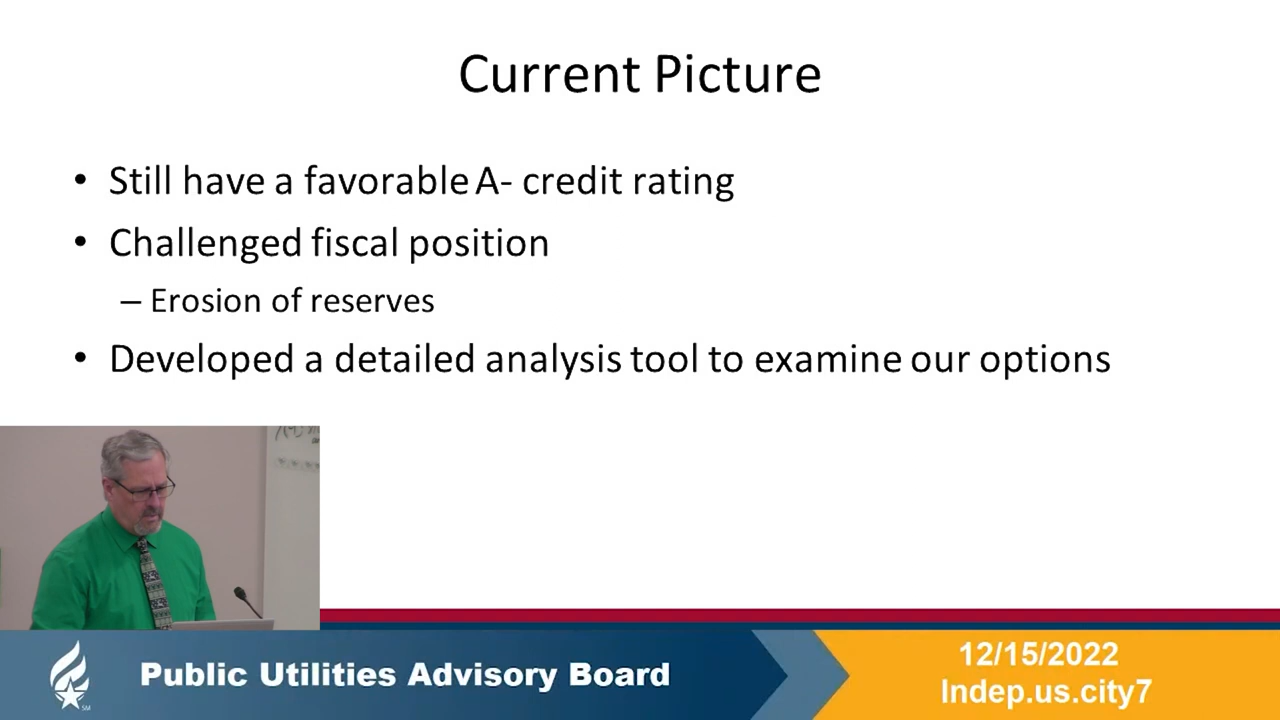 Current Picture
• Still have a favorable A- credit rating
• Challenged fiscal position
– Erosion of reserves
• Developed a detailed analysis tool to examine our options
Public Utilities Advisory Board
12/15/2022
Indep.us.city7
SM